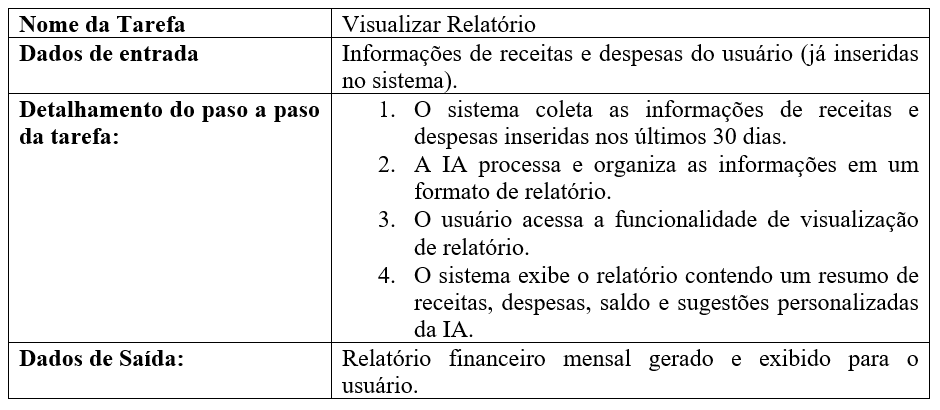 Nome da Tarefa
Visualizar Relatório
Dados de entrada
Informações de receitas e despesas do usuário (já inseridas
no sistema).
Detalhamento do paso a paso
da tarefa:
1. O sistema coleta as informações de receitas e
despesas inseridas nos últimos 30 dias.
2. A IA processa e organiza as informações em um
formato de relatório.
3. O usuário acessa a funcionalidade de visualização
de relatório.
4. O sistema exibe o relatório contendo um resumo de
receitas, despesas, saldo e sugestões personalizadas
da IA.
Dados de Saída:
Relatório financeiro mensal gerado e exibido para o
usuário.